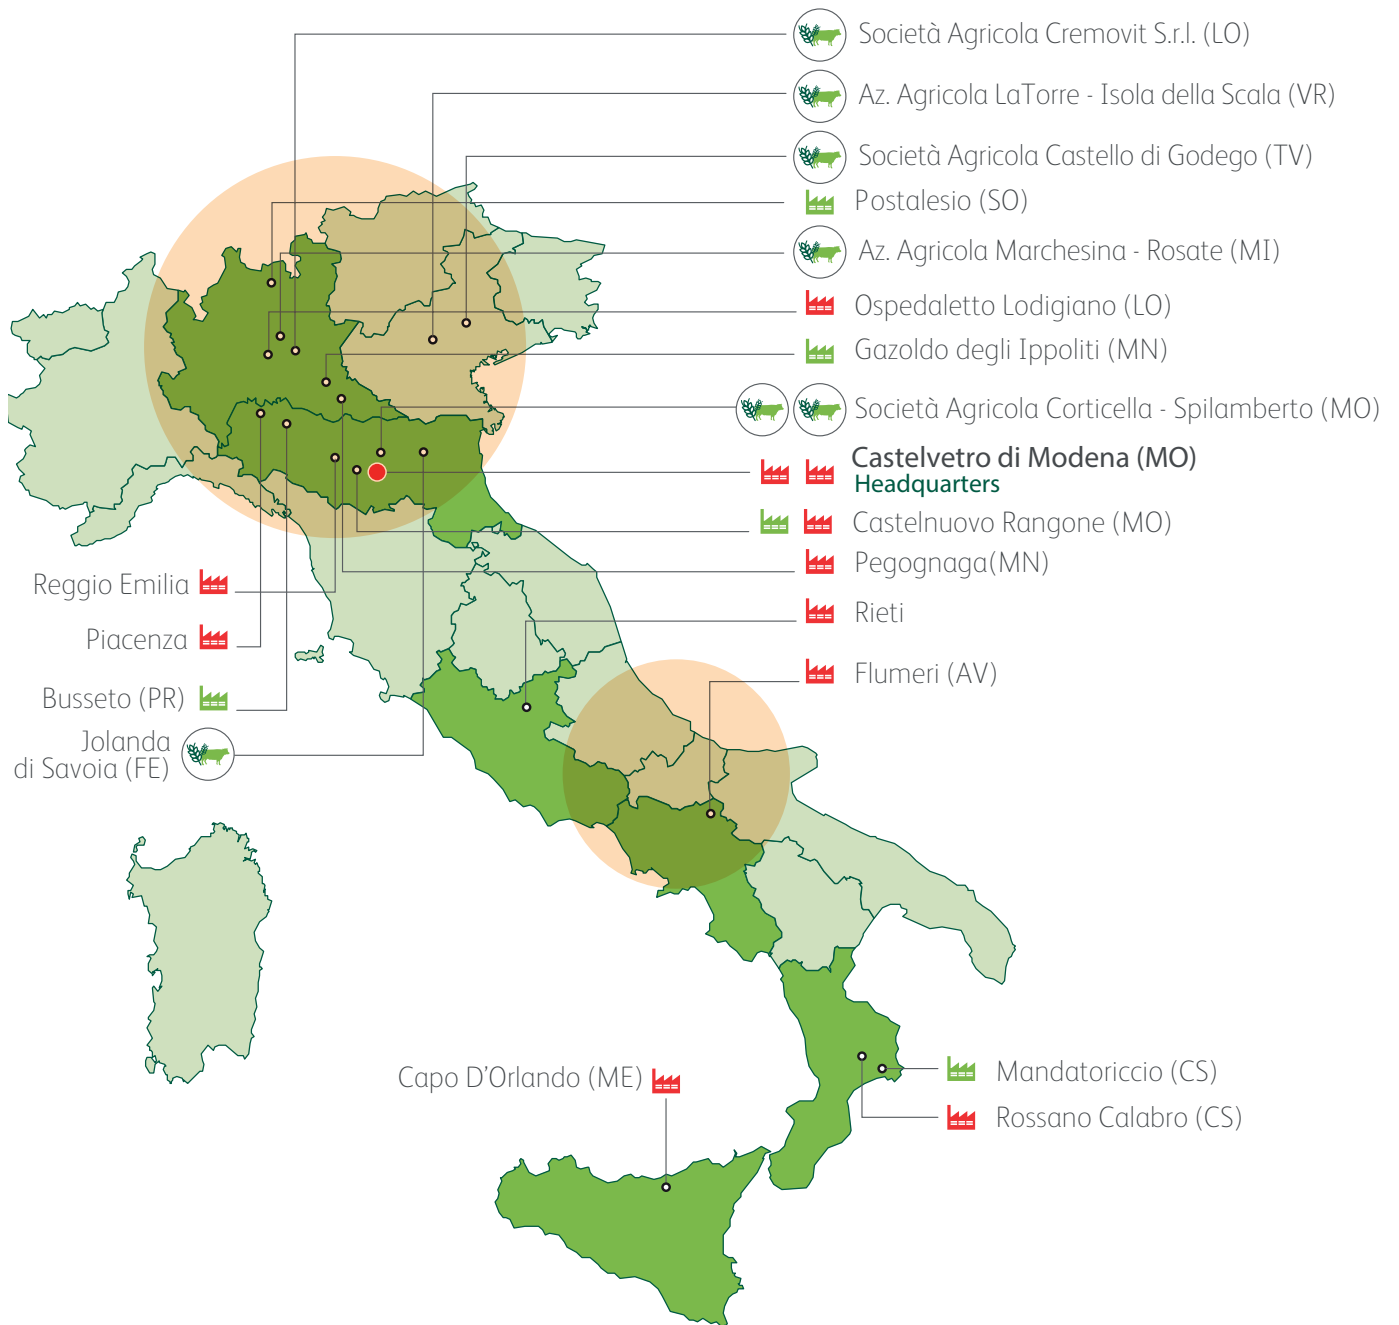 Società Agricola Cremovit S.r.l. (LO)
Az. Agricola LaTorre - Isola della Scala (VR)
Società Agricola Castello di Godego (TV)
Postalesio (SO)
Az. Agricola Marchesina - Rosate (MI)
Ospedaletto Lodigiano (LO)
Gazoldo degli Ippoliti (MN)
Società Agricola Corticella - Spilamberto (MO)
Castelvetro di Modena (MO)
Headquarters
Castelnuovo Rangone (MO)
Pegognaga(MN)
Rieti
Flumeri (AV)
Reggio Emilia
Piacenza
Busseto (PR)
Jolanda
di Savoia (FE)
Capo D'Orlando (ME)
Mandatoriccio (CS)
Rossano Calabro (CS)